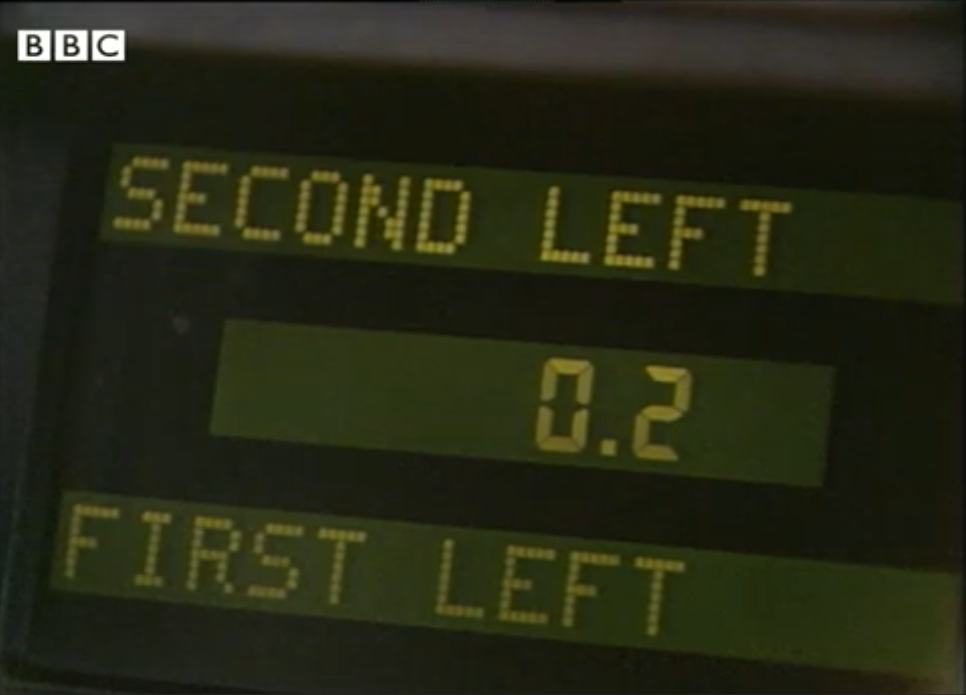 BBC
SECOND LEFT
0.2
FIRST LEFT